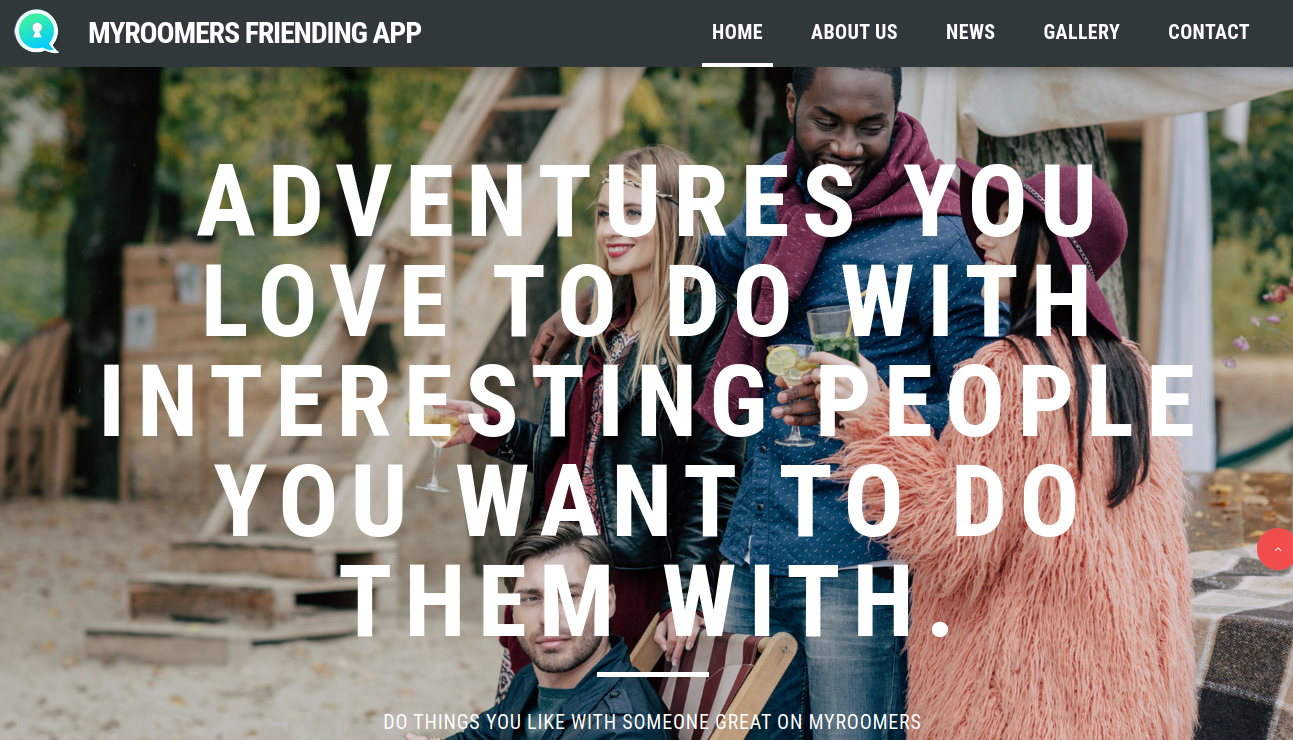 MYROOMERS FRIENDING APP
HOME ABOUT US NEWS GALLERY CONTACT
ADVENTURES YOU
LOVE TO DO WITH
INTERESTING PEOPLE
YOU WANT TO DO
THEM WITH.
DO THINGS YOU LIKE WITH SOMEONE GREAT ON MYROOMERS